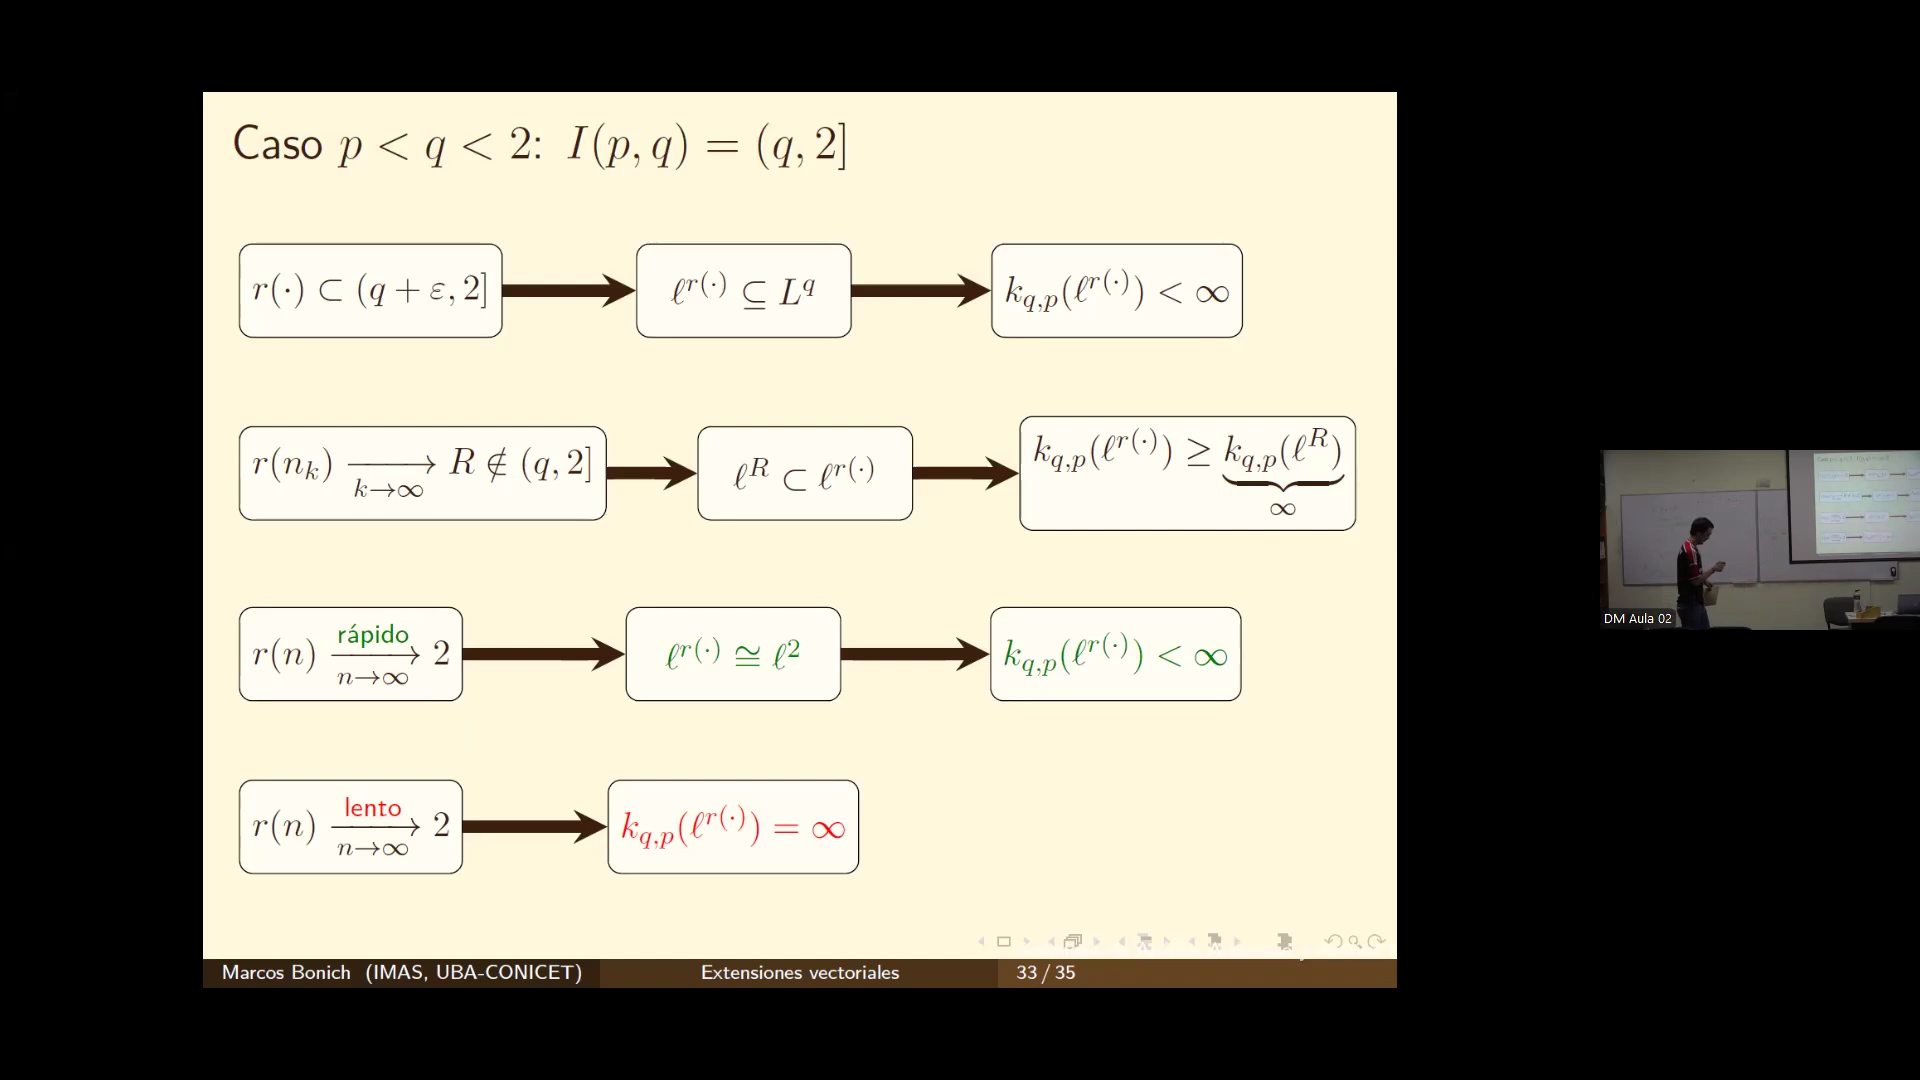 Caso p < q < 2: I(p, q) = (q, 2]
r(·) ⊂ (q + ε, 2]
ℓ^{r(·)} ⊆ L^q
k_{q,p}(ℓ^{r(·)}) < ∞
r(n_k) ⟶_{k→∞} R ∉ (q, 2]
ℓ^R ⊂ ℓ^{r(·)}
k_{q,p}(ℓ^{r(·)}) ≥ k_{q,p}(ℓ^R)
∞
rápido
r(n) ⟶ 2
n→∞
ℓ^{r(·)} ≅ ℓ^2
k_{q,p}(ℓ^{r(·)}) < ∞
lento
r(n) ⟶ 2
n→∞
k_{q,p}(ℓ^{r(·)}) = ∞
Marcos Bonich (IMAS, UBA-CONICET)
Extensiones vectoriales
33 / 35
DM Aula 02